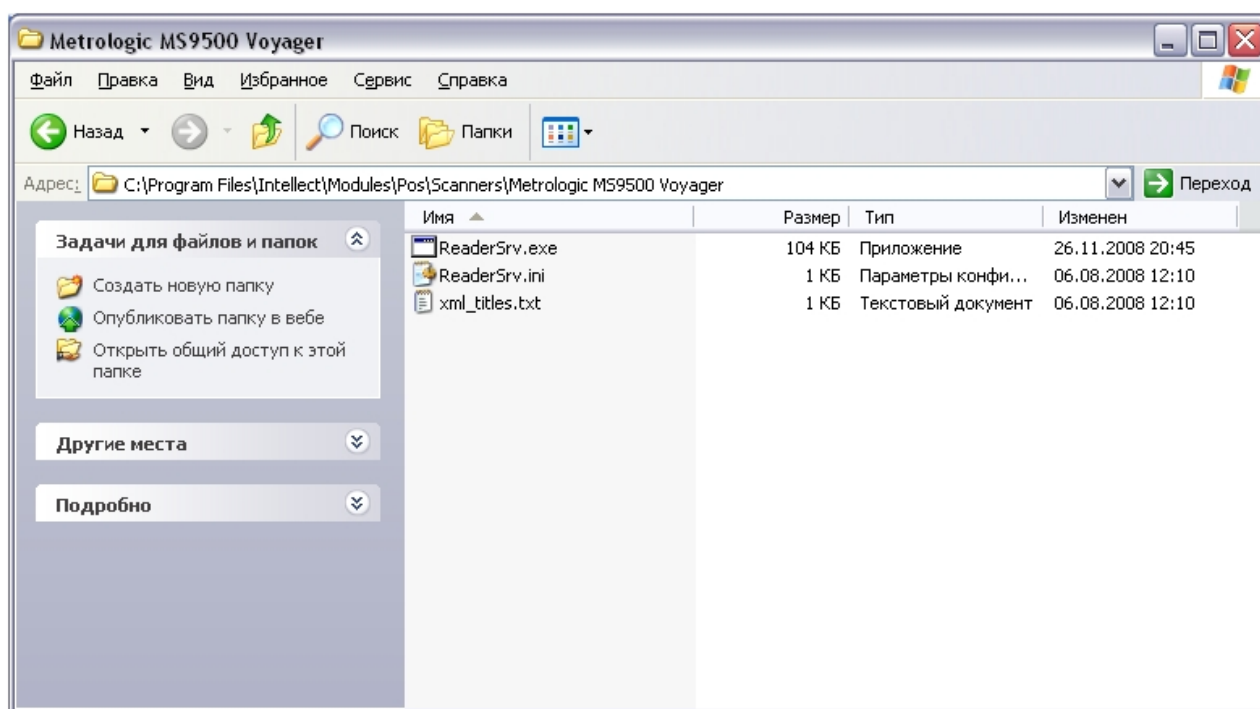 Metrologic MS9500 Voyager
Файл Правка Вид Избранное Сервис Справка
Назад Поиск Папки
Адрес: C:\Program Files\Intellect\Modules\Pos\Scanners\Metrologic MS9500 Voyager Переход
Имя Размер Тип Изменен
Задачи для файлов и папок
Создать новую папку
Опубликовать папку в вебе
Открыть общий доступ к этой
папке
Другие места
Подробно
ReaderSrv.exe 104 КБ Приложение 26.11.2008 20:45
ReaderSrv.ini 1 КБ Параметры конфи... 06.08.2008 12:10
xml_titles.txt 1 КБ Текстовый документ 06.08.2008 12:10